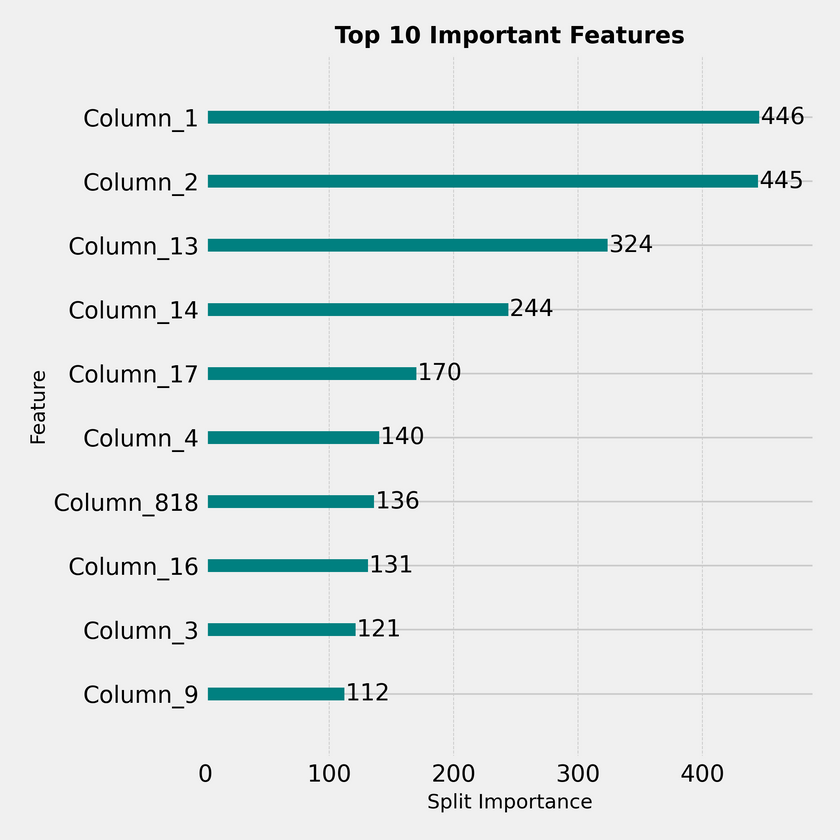 Top 10 Important Features
Column_1 446
Column_2 445
Column_13 324
Column_14 244
Column_17 170
Column_4 140
Column_818 136
Column_16 131
Column_3 121
Column_9 112
Feature
0 100 200 300 400
Split Importance